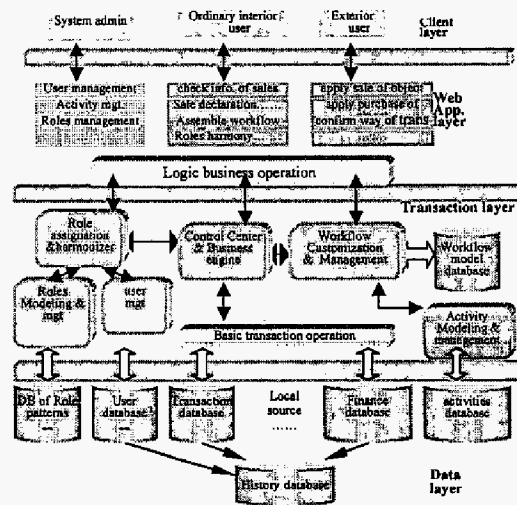 System admin
Ordinary interior
user
Exterior
user
Client
layer
User management
Activity mgt.
Roles management
check info. of sales
Sale declaration......
Assemble workflow
Roles harmony...
apply sale of object
apply purchase of
confirm way of trans
Web
App.
layer
Logic business operation
Transaction layer
Role
assignation
&harmonizer
Control Center
& Business
engine
Workflow
Customization
& Management
Workflow
model
database
Roles
Modeling &
mgt
user
mgt
Basic transaction operation
Activity
Modeling &
management
DB of Role
patterns
User
database
Transaction
database
Local
source
......
Finance
database
activities
database
History database
Data
layer